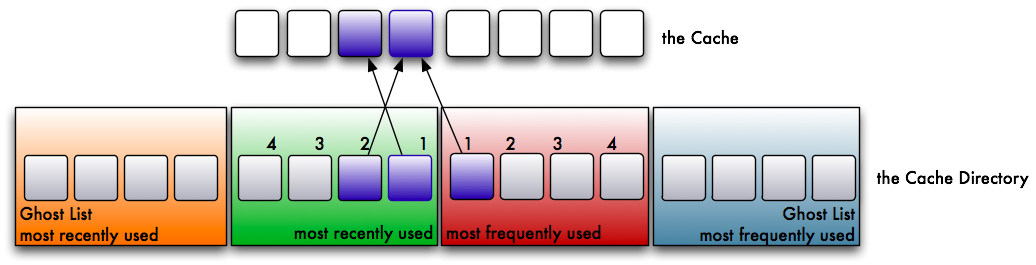 the Cache
4 3 2 1 1 2 3 4
the Cache Directory
Ghost List
most recently used
most recently used
most frequently used
Ghost List
most frequently used